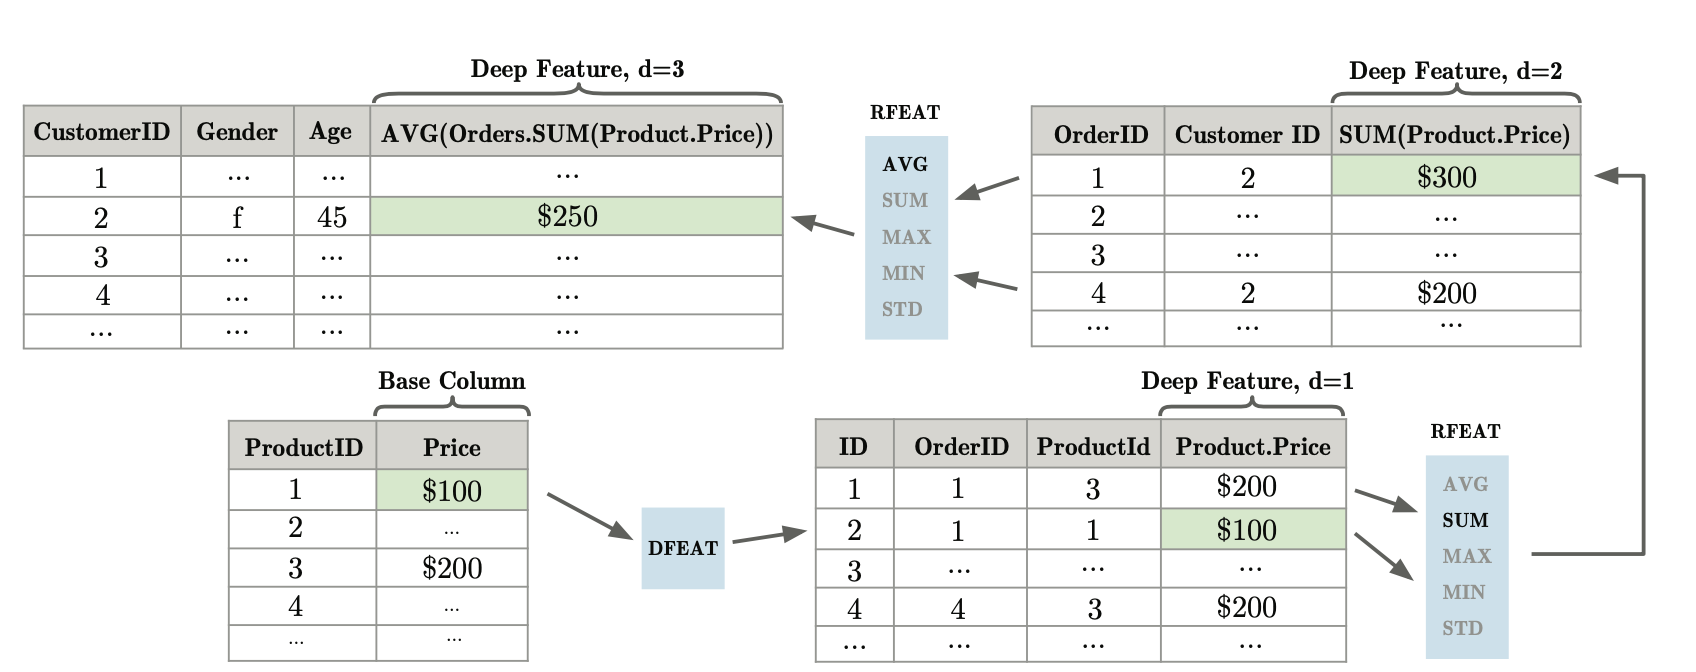 Deep Feature, d=3
CustomerID Gender Age AVG(Orders.SUM(Product.Price))
1 ... ... ...
2 f 45 $250
3 ... ... ...
4 ... ... ...
... ... ... ...
RFEAT
AVG
SUM
MAX
MIN
STD
Deep Feature, d=2
OrderID Customer ID SUM(Product.Price)
1 2 $300
2 ... ...
3 ... ...
4 2 $200
... ... ...
Base Column
ProductID Price
1 $100
2 ...
3 $200
4 ...
... ...
DFEAT
Deep Feature, d=1
ID OrderID ProductId Product.Price
1 1 3 $200
2 1 1 $100
3 ... ... ...
4 4 3 $200
... ... ... ...
RFEAT
AVG
SUM
MAX
MIN
STD